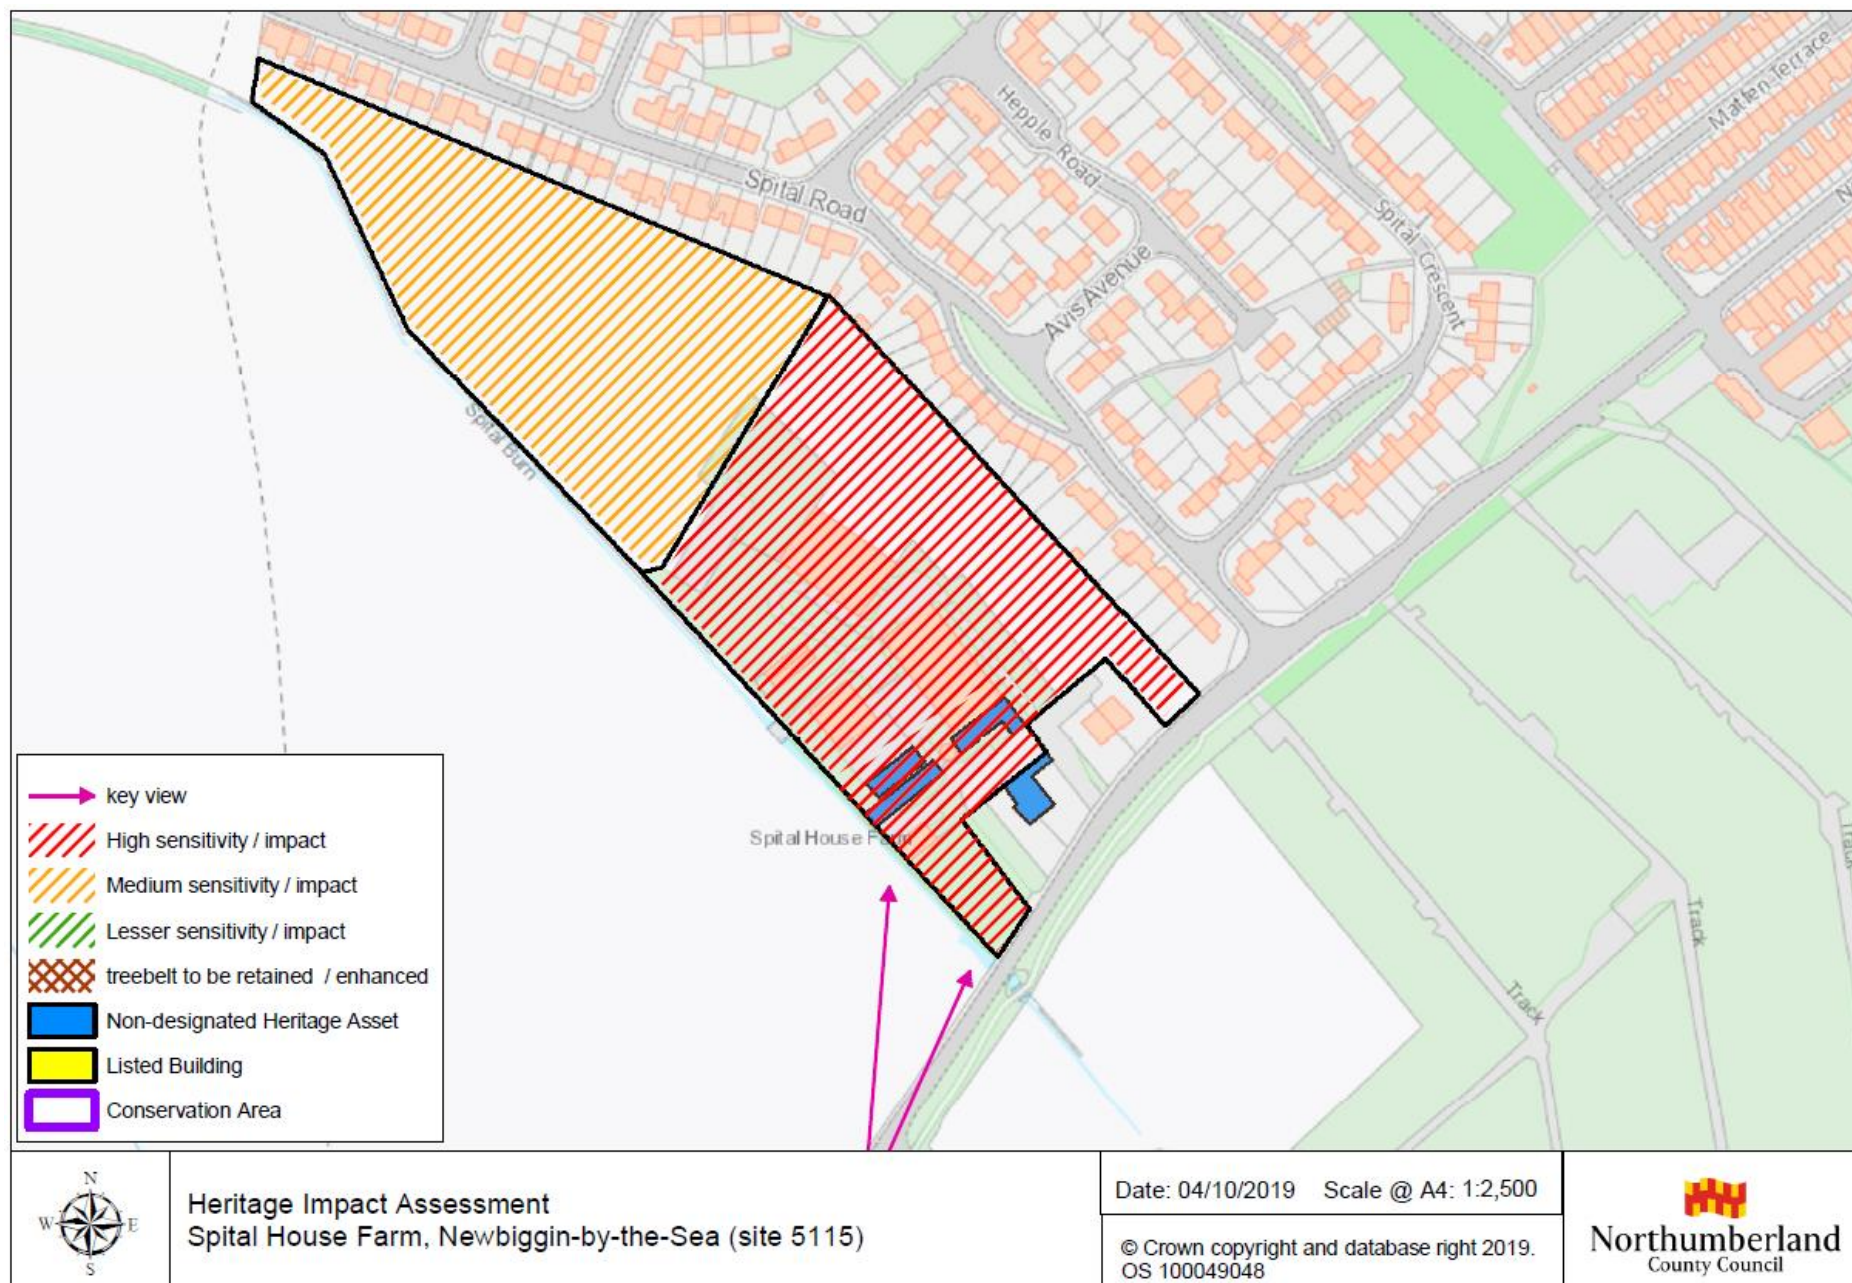 Matfen Terrace
N
Hepple Road
Spital Road
Spital Crescent
Avis Avenue
Spital Burn
Spital House Farm
Track
Track
Track
key view
High sensitivity / impact
Medium sensitivity / impact
Lesser sensitivity / impact
treebelt to be retained / enhanced
Non-designated Heritage Asset
Listed Building
Conservation Area
N
W E
S
Heritage Impact Assessment
Spital House Farm, Newbiggin-by-the-Sea (site 5115)
Date: 04/10/2019 Scale @ A4: 1:2,500
© Crown copyright and database right 2019.
OS 100049048
Northumberland
County Council